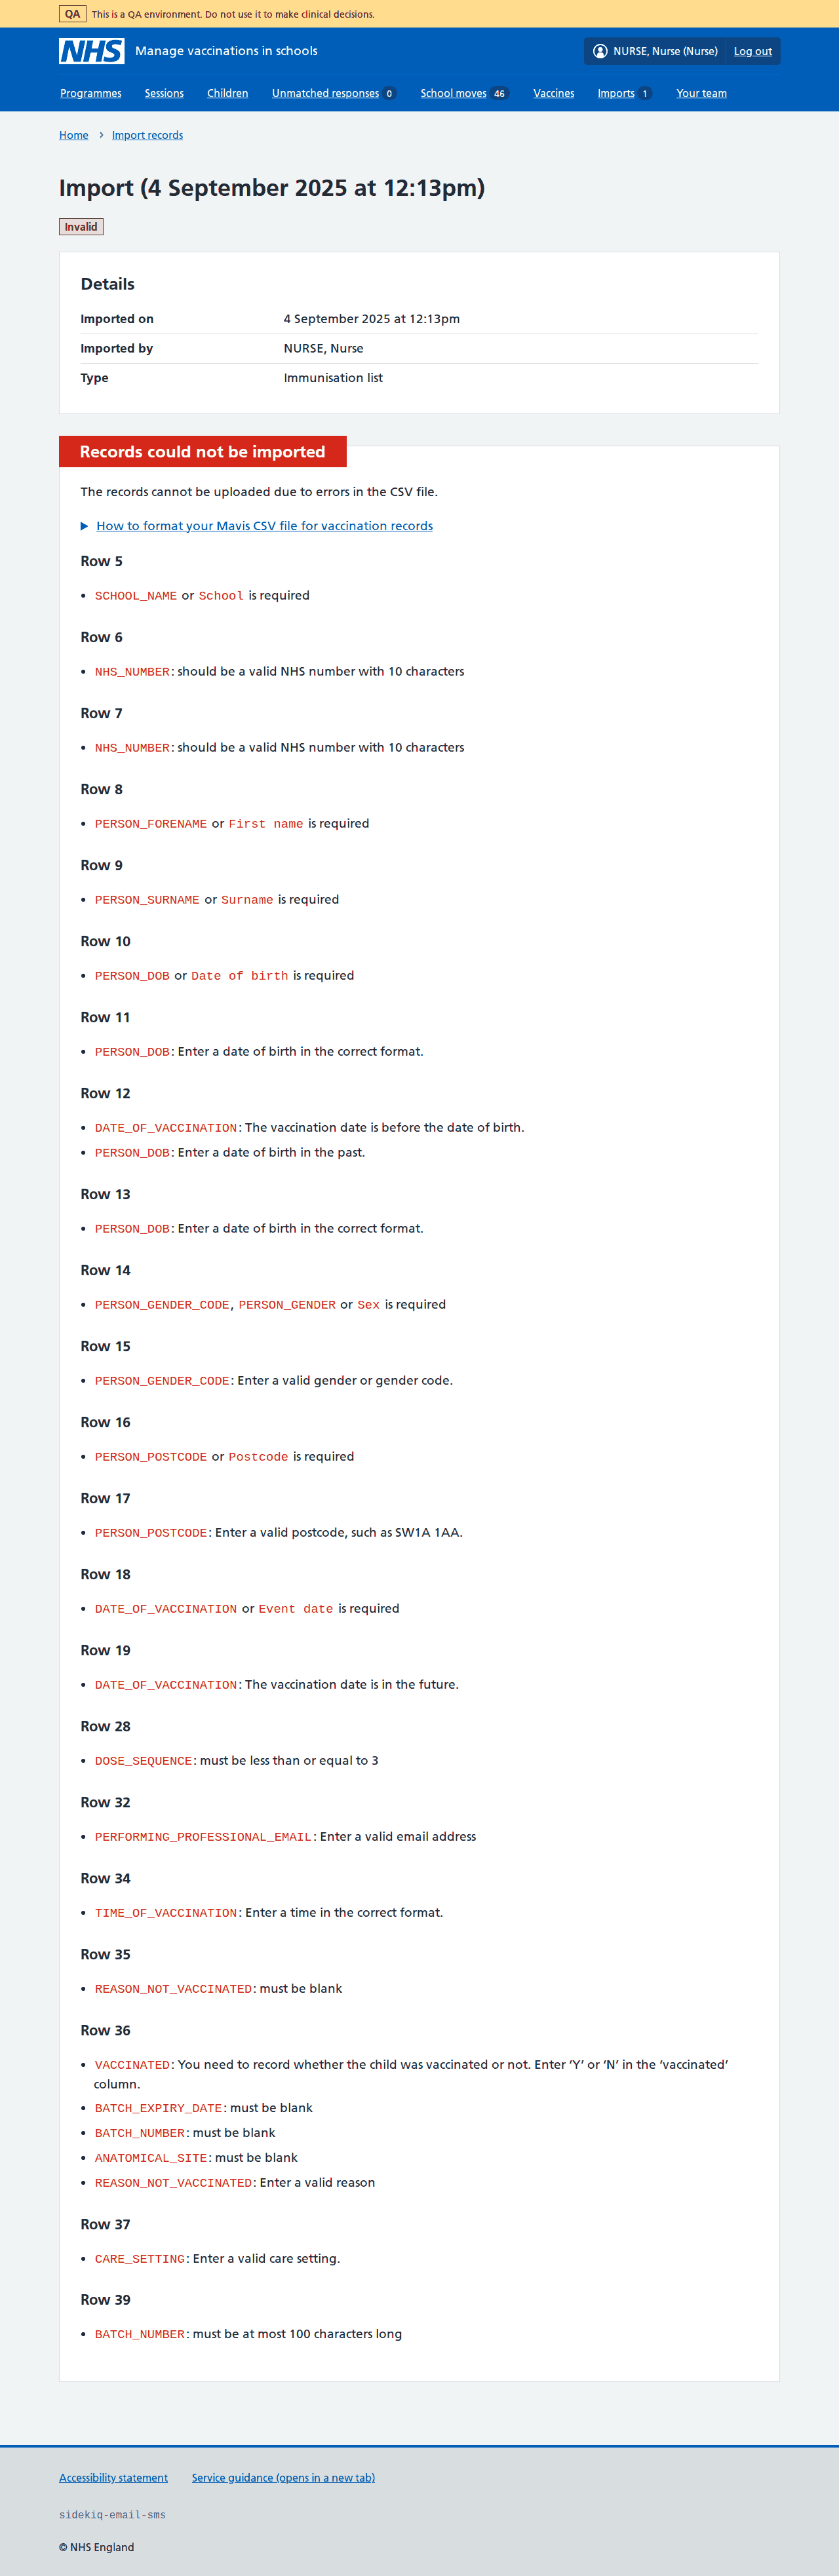 QA This is a QA environment. Do not use it to make clinical decisions.
NHS Manage vaccinations in schools NURSE, Nurse (Nurse) Log out
Programmes Sessions Children Unmatched responses 0 School moves 46 Vaccines Imports 1 Your team
Home › Import records
Import (4 September 2025 at 12:13pm)
Invalid
Details
Imported on 4 September 2025 at 12:13pm
Imported by NURSE, Nurse
Type Immunisation list
Records could not be imported
The records cannot be uploaded due to errors in the CSV file.
How to format your Mavis CSV file for vaccination records
Row 5
• SCHOOL_NAME or School is required
Row 6
• NHS_NUMBER: should be a valid NHS number with 10 characters
Row 7
• NHS_NUMBER: should be a valid NHS number with 10 characters
Row 8
• PERSON_FORENAME or First name is required
Row 9
• PERSON_SURNAME or Surname is required
Row 10
• PERSON_DOB or Date of birth is required
Row 11
• PERSON_DOB: Enter a date of birth in the correct format.
Row 12
• DATE_OF_VACCINATION: The vaccination date is before the date of birth.
• PERSON_DOB: Enter a date of birth in the past.
Row 13
• PERSON_DOB: Enter a date of birth in the correct format.
Row 14
• PERSON_GENDER_CODE, PERSON_GENDER or Sex is required
Row 15
• PERSON_GENDER_CODE: Enter a valid gender or gender code.
Row 16
• PERSON_POSTCODE or Postcode is required
Row 17
• PERSON_POSTCODE: Enter a valid postcode, such as SW1A 1AA.
Row 18
• DATE_OF_VACCINATION or Event date is required
Row 19
• DATE_OF_VACCINATION: The vaccination date is in the future.
Row 28
• DOSE_SEQUENCE: must be less than or equal to 3
Row 32
• PERFORMING_PROFESSIONAL_EMAIL: Enter a valid email address
Row 34
• TIME_OF_VACCINATION: Enter a time in the correct format.
Row 35
• REASON_NOT_VACCINATED: must be blank
Row 36
• VACCINATED: You need to record whether the child was vaccinated or not. Enter ‘Y’ or ‘N’ in the ‘vaccinated’
column.
• BATCH_EXPIRY_DATE: must be blank
• BATCH_NUMBER: must be blank
• ANATOMICAL_SITE: must be blank
• REASON_NOT_VACCINATED: Enter a valid reason
Row 37
• CARE_SETTING: Enter a valid care setting.
Row 39
• BATCH_NUMBER: must be at most 100 characters long
Accessibility statement Service guidance (opens in a new tab)
sidekiq-email-sms
© NHS England